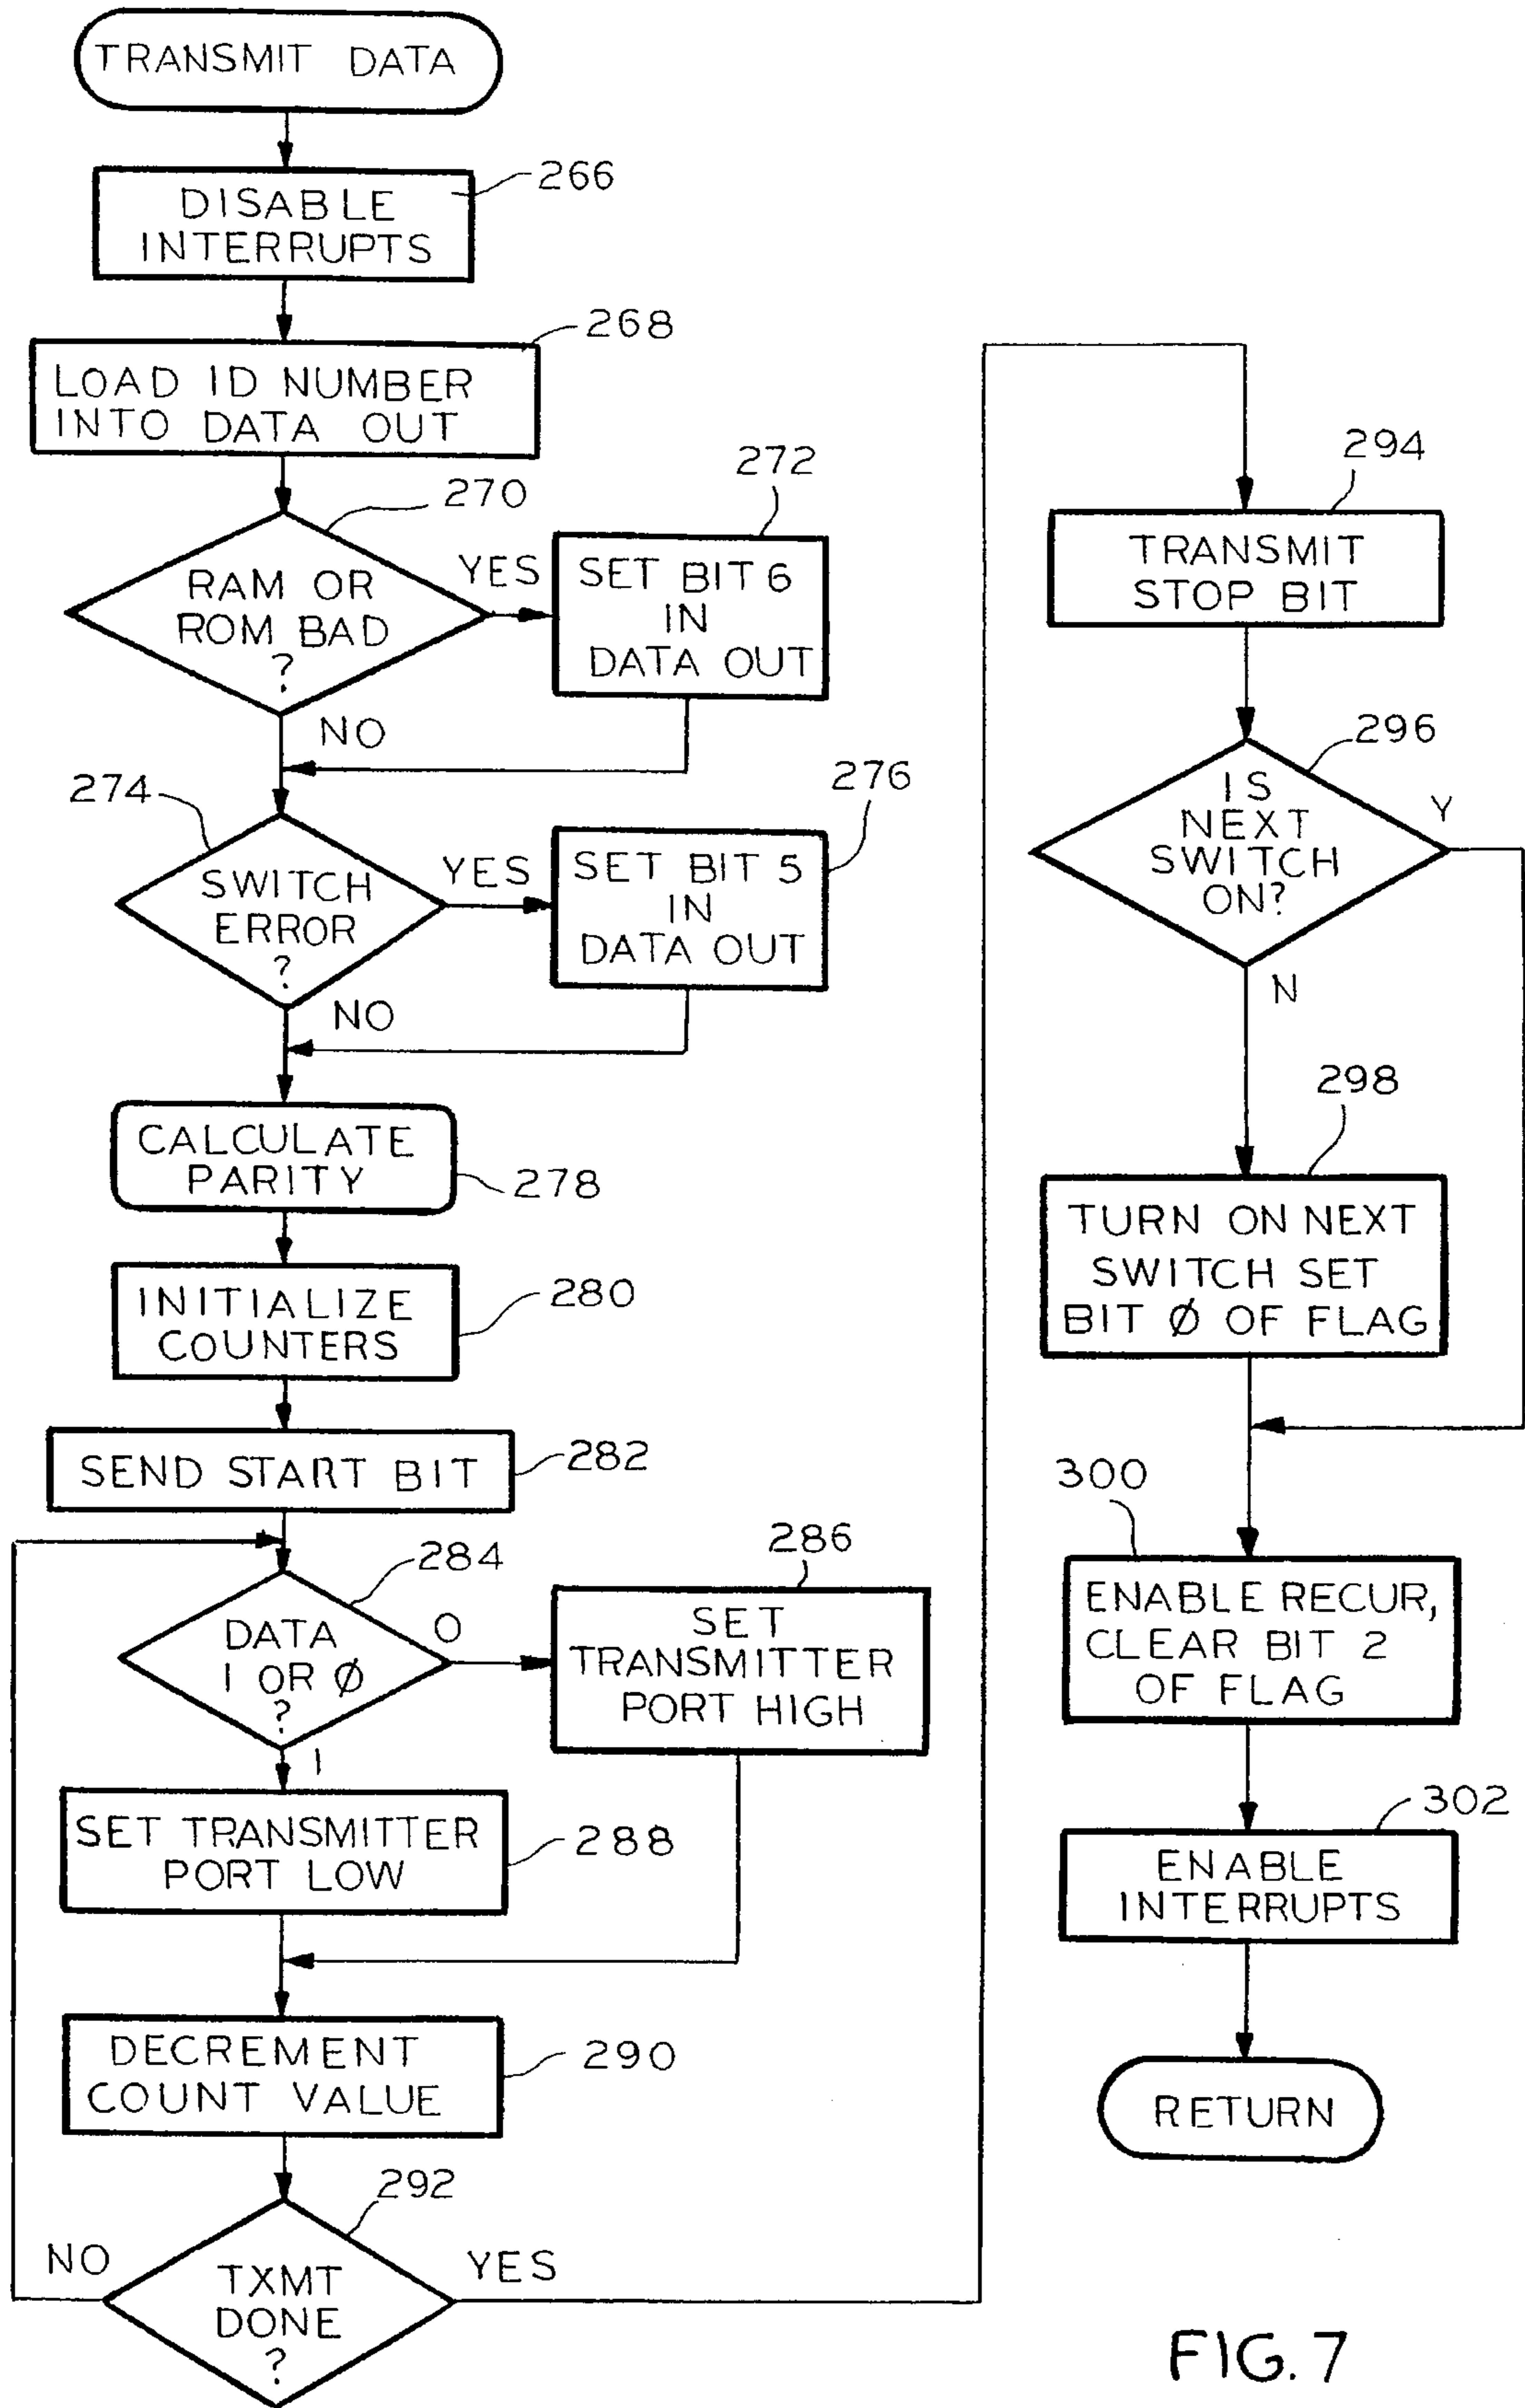 TRANSMIT DATA
266
DISABLE
INTERRUPTS
268
LOAD ID NUMBER
INTO DATA OUT
270
RAM OR
ROM BAD
?
YES
NO
272
SET BIT 6
IN
DATA OUT
274
SWITCH
ERROR
?
YES
NO
276
SET BIT 5
IN
DATA OUT
CALCULATE
PARITY
278
INITIALIZE
COUNTERS
280
SEND START BIT
282
284
DATA
1 OR Ø
?
0
1
286
SET
TRANSMITTER
PORT HIGH
SET TRANSMITTER
PORT LOW
288
DECREMENT
COUNT VALUE
290
292
TXMT
DONE
?
NO
YES
294
TRANSMIT
STOP BIT
296
IS
NEXT
SWITCH
ON?
Y
N
298
TURN ON NEXT
SWITCH SET
BIT Ø OF FLAG
300
ENABLE RECUR,
CLEAR BIT 2
OF FLAG
302
ENABLE
INTERRUPTS
RETURN
FIG. 7